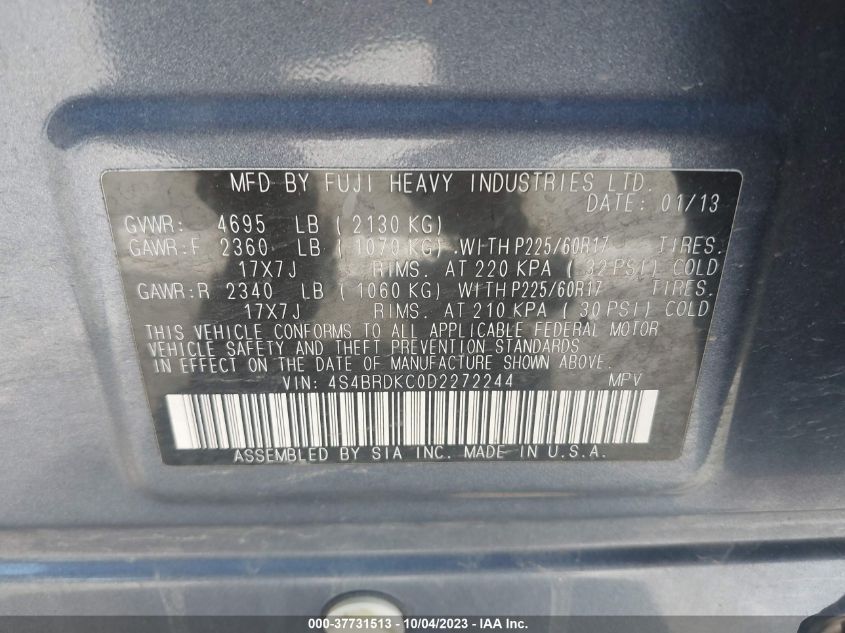 MFD BY FUJI HEAVY INDUSTRIES LTD.
DATE: 01/13
GVWR: 4695 LB ( 2130 KG)
GAWR:F 2360 LB ( 1070 KG) .WITH P225/60R17 TIRES.
17X7J RIMS. AT 220 KPA ( 32 PSI) COLD
GAWR:R 2340 LB ( 1060 KG) WITH P225/60R17 TIRES.
17X7J RIMS. AT 210 KPA ( 30 PSI) COLD
THIS VEHICLE CONFORMS TO ALL APPLICABLE FEDERAL MOTOR
VEHICLE SAFETY AND THEFT PREVENTION STANDARDS
IN EFFECT ON THE DATE OF MANUFACTURE SHOWN ABOVE.
VIN: 4S4BRDKC0D2272244 MPV
ASSEMBLED BY SIA INC. MADE IN U.S.A.
000-37731513 - 10/04/2023 - IAA Inc.